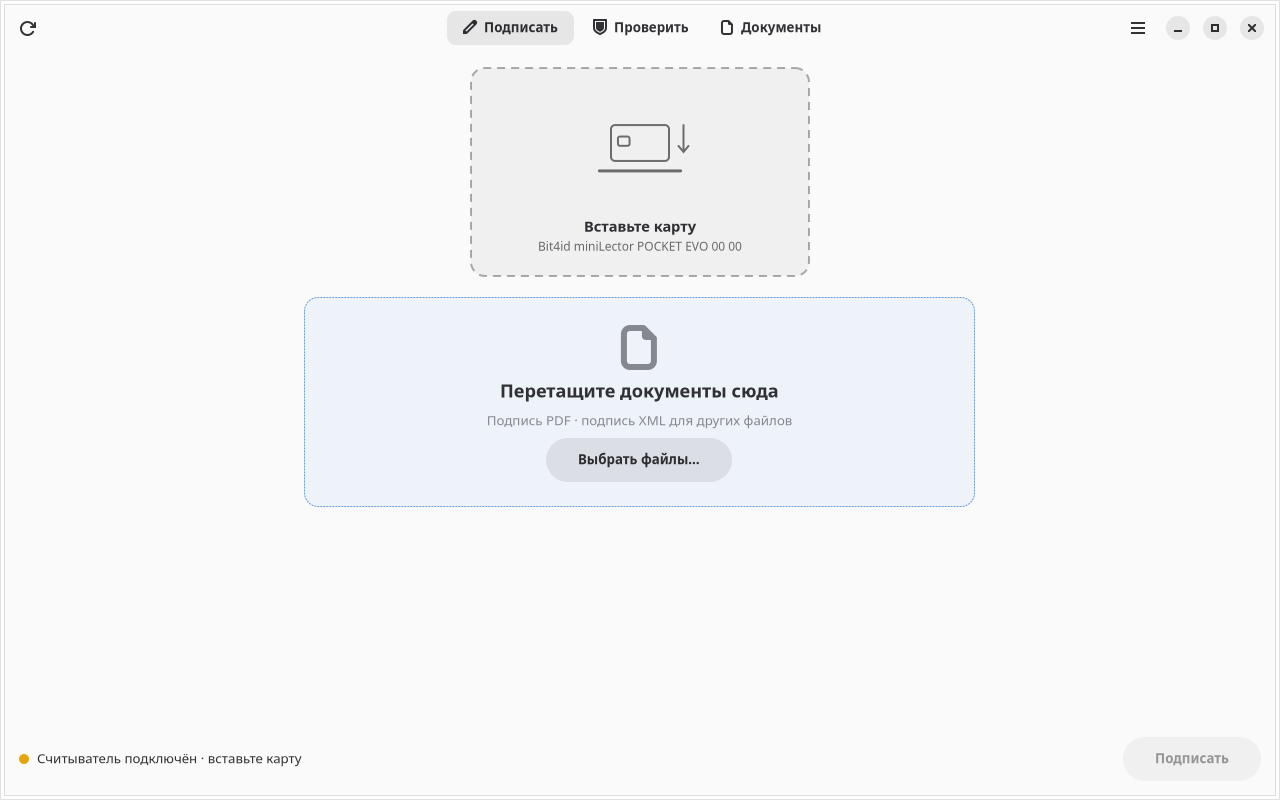 Подписать
Проверить
Документы
Вставьте карту
Bit4id miniLector POCKET EVO 00 00
Перетащите документы сюда
Подпись PDF · подпись XML для других файлов
Выбрать файлы…
Считыватель подключён · вставьте карту
Подписать